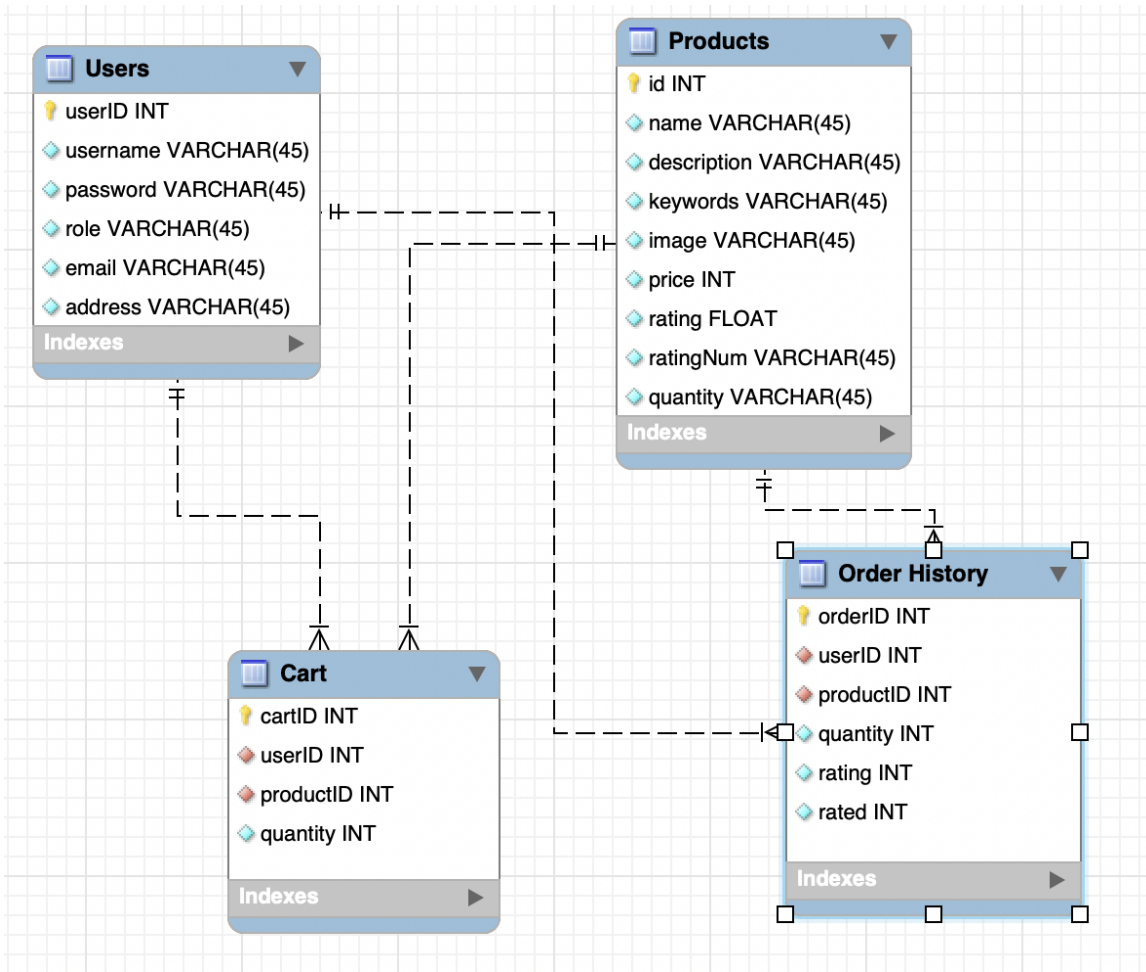 Users
userID INT
username VARCHAR(45)
password VARCHAR(45)
role VARCHAR(45)
email VARCHAR(45)
address VARCHAR(45)
Indexes
Products
id INT
name VARCHAR(45)
description VARCHAR(45)
keywords VARCHAR(45)
image VARCHAR(45)
price INT
rating FLOAT
ratingNum VARCHAR(45)
quantity VARCHAR(45)
Indexes
Cart
cartID INT
userID INT
productID INT
quantity INT
Indexes
Order History
orderID INT
userID INT
productID INT
quantity INT
rating INT
rated INT
Indexes